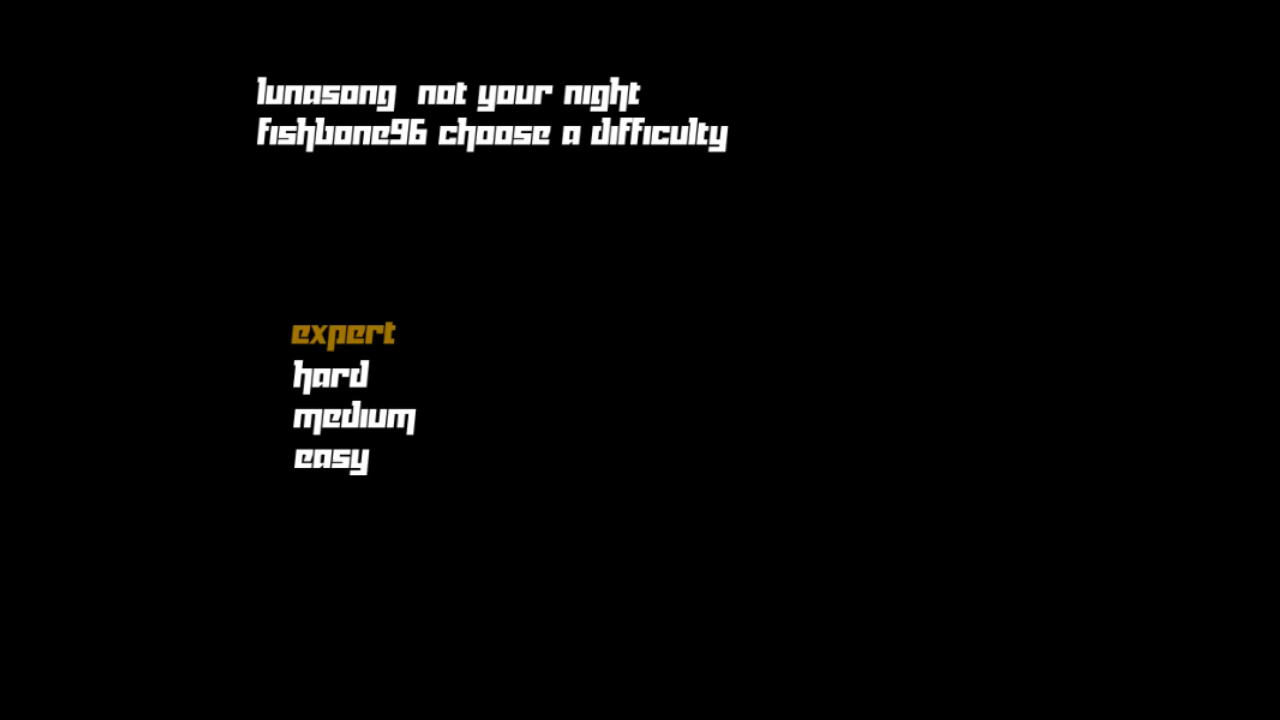 lunasong not your night
fishbone96 choose a difficulty
expert
hard
medium
easy